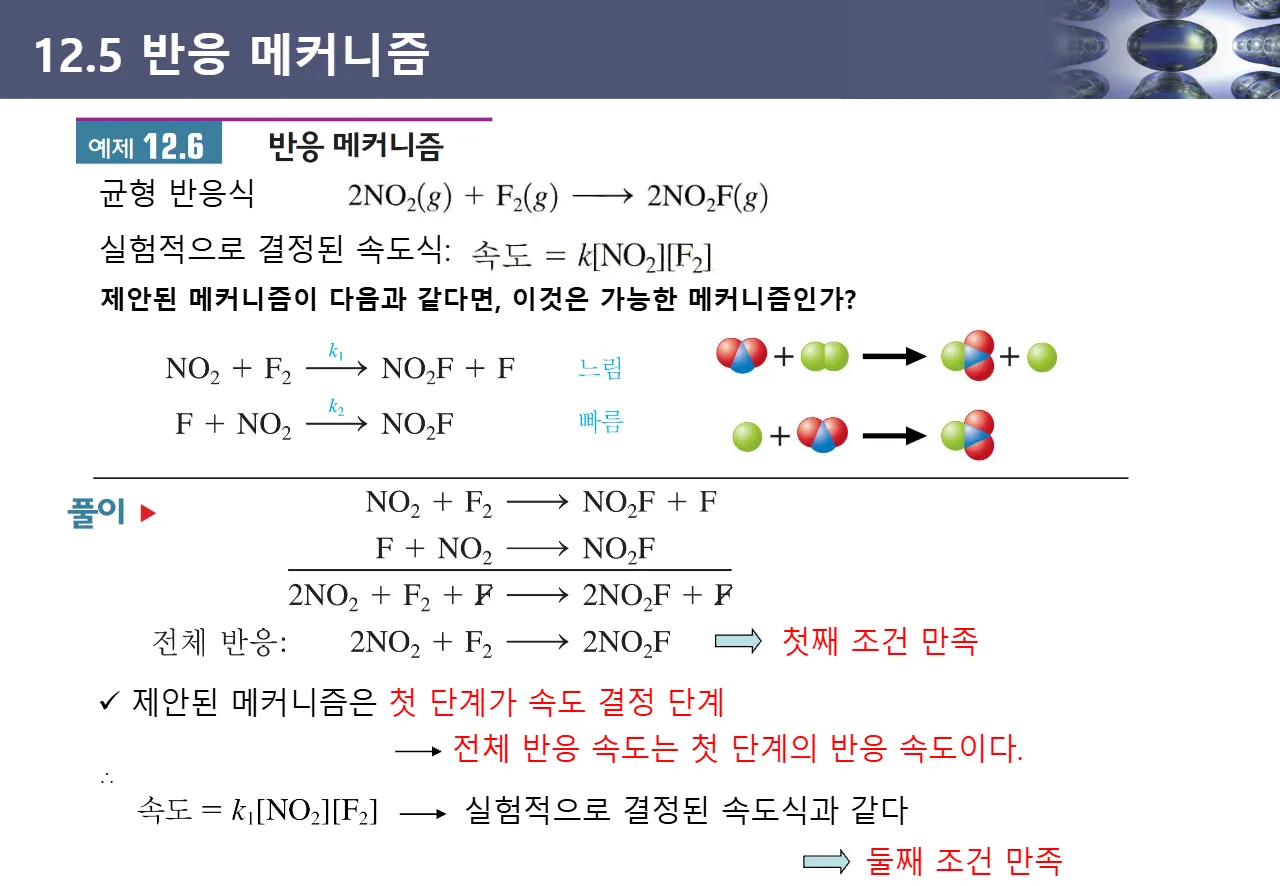 12.5 반응 메커니즘
예제 12.6 반응 메커니즘
균형 반응식 2NO₂(g) + F₂(g) ⟶ 2NO₂F(g)
실험적으로 결정된 속도식: 속도 = k[NO₂][F₂]
제안된 메커니즘이 다음과 같다면, 이것은 가능한 메커니즘인가?
NO₂ + F₂ ⟶ NO₂F + F k₁ 느림
+ +
F + NO₂ ⟶ NO₂F k₂ 빠름
+
풀이 ▶ NO₂ + F₂ ⟶ NO₂F + F
F + NO₂ ⟶ NO₂F
2NO₂ + F₂ + F̸ ⟶ 2NO₂F + F̸
전체 반응: 2NO₂ + F₂ ⟶ 2NO₂F ⇨ 첫째 조건 만족
✓ 제안된 메커니즘은 첫 단계가 속도 결정 단계
⟶ 전체 반응 속도는 첫 단계의 반응 속도이다.
∴
속도 = k₁[NO₂][F₂] ⟶ 실험적으로 결정된 속도식과 같다
⇨ 둘째 조건 만족